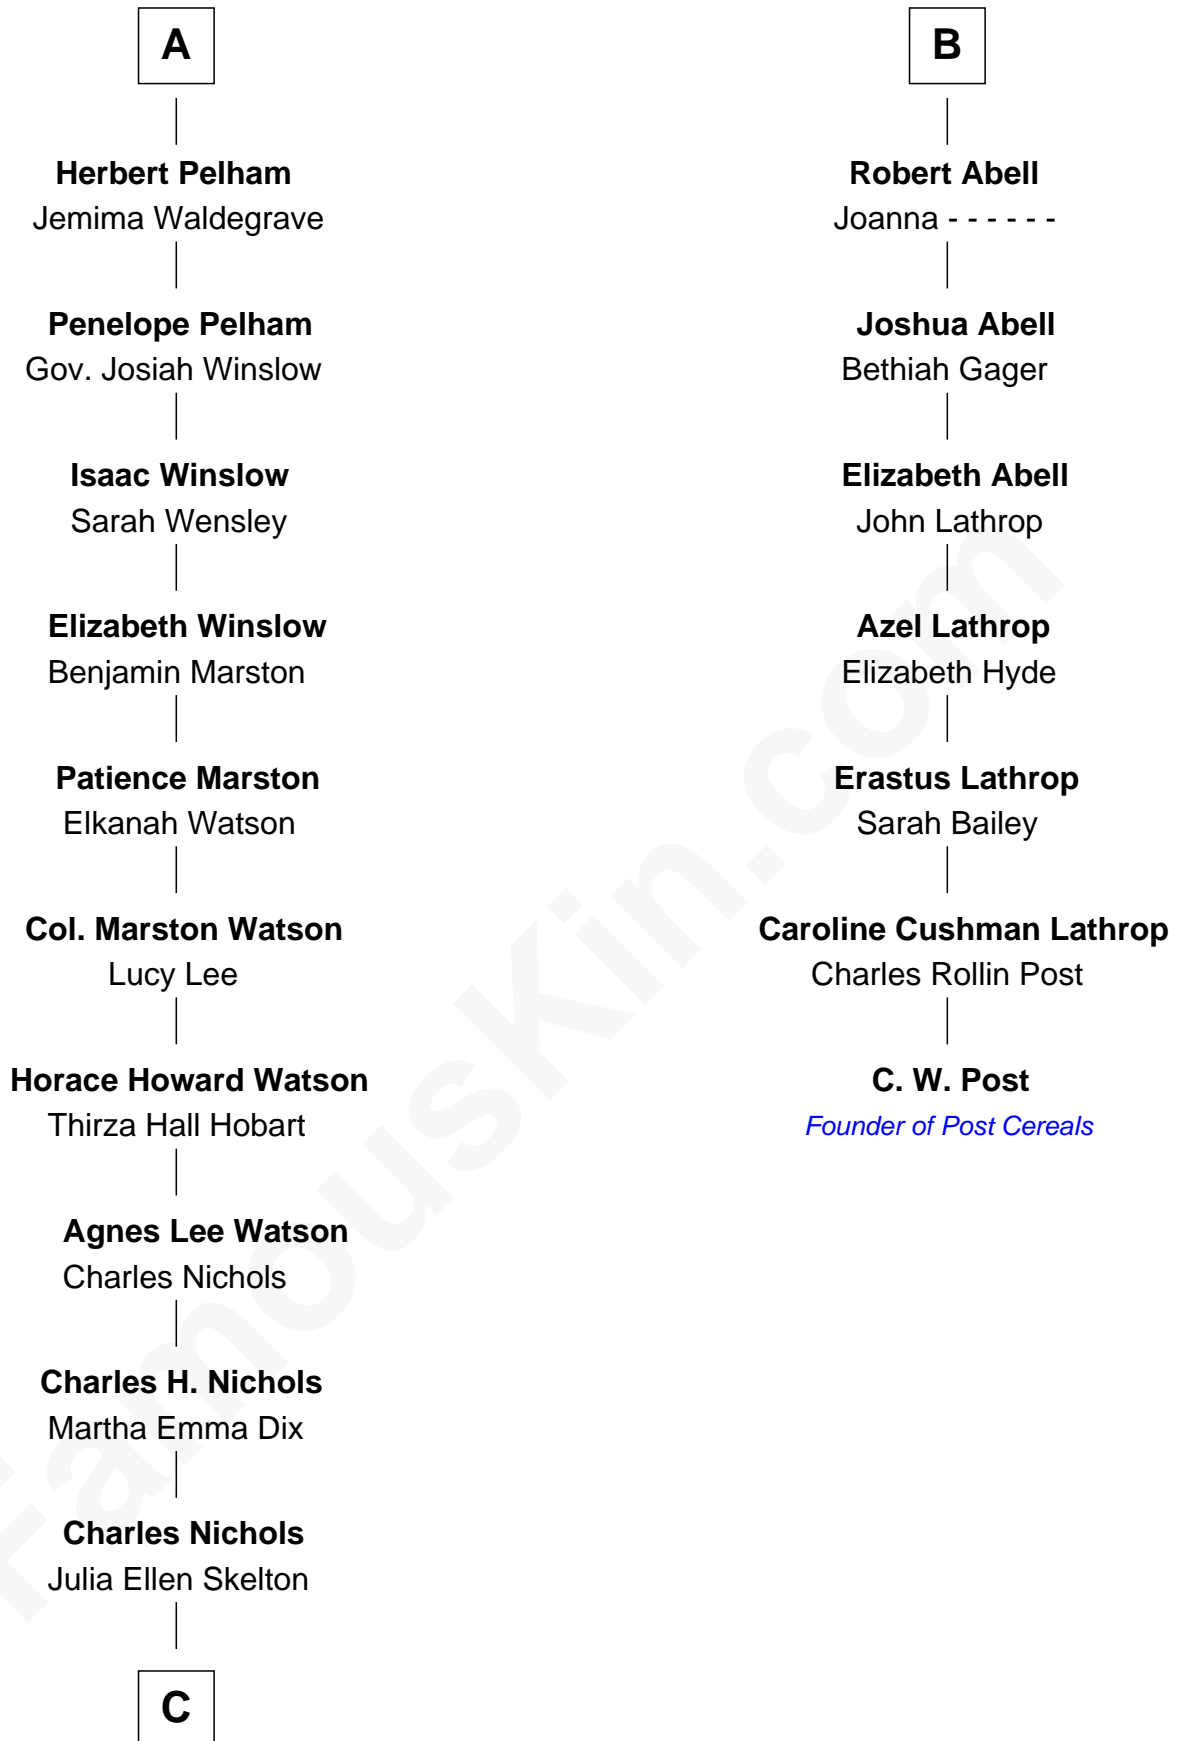 A
Herbert Pelham
Jemima Waldegrave
Penelope Pelham
Gov. Josiah Winslow
Isaac Winslow
Sarah Wensley
Elizabeth Winslow
Benjamin Marston
Patience Marston
Elkanah Watson
Col. Marston Watson
Lucy Lee
Horace Howard Watson
Thirza Hall Hobart
Agnes Lee Watson
Charles Nichols
Charles H. Nichols
Martha Emma Dix
Charles Nichols
Julia Ellen Skelton
C
B
Robert Abell
Joanna - - - - - -
Joshua Abell
Bethiah Gager
Elizabeth Abell
John Lathrop
Azel Lathrop
Elizabeth Hyde
Erastus Lathrop
Sarah Bailey
Caroline Cushman Lathrop
Charles Rollin Post
C. W. Post
Founder of Post Cereals
FamousKin.com